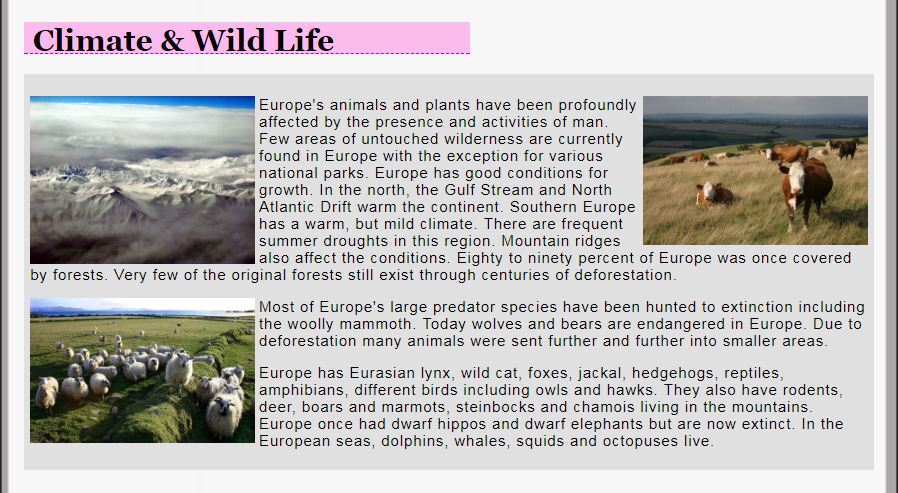 Climate & Wild Life
Europe's animals and plants have been profoundly
affected by the presence and activities of man.
Few areas of untouched wilderness are currently
found in Europe with the exception for various
national parks. Europe has good conditions for
growth. In the north, the Gulf Stream and North
Atlantic Drift warm the continent. Southern Europe
has a warm, but mild climate. There are frequent
summer droughts in this region. Mountain ridges
also affect the conditions. Eighty to ninety percent of Europe was once covered
by forests. Very few of the original forests still exist through centuries of deforestation.
Most of Europe's large predator species have been hunted to extinction including
the woolly mammoth. Today wolves and bears are endangered in Europe. Due to
deforestation many animals were sent further and further into smaller areas.
Europe has Eurasian lynx, wild cat, foxes, jackal, hedgehogs, reptiles,
amphibians, different birds including owls and hawks. They also have rodents,
deer, boars and marmots, steinbocks and chamois living in the mountains.
Europe once had dwarf hippos and dwarf elephants but are now extinct. In the
European seas, dolphins, whales, squids and octopuses live.